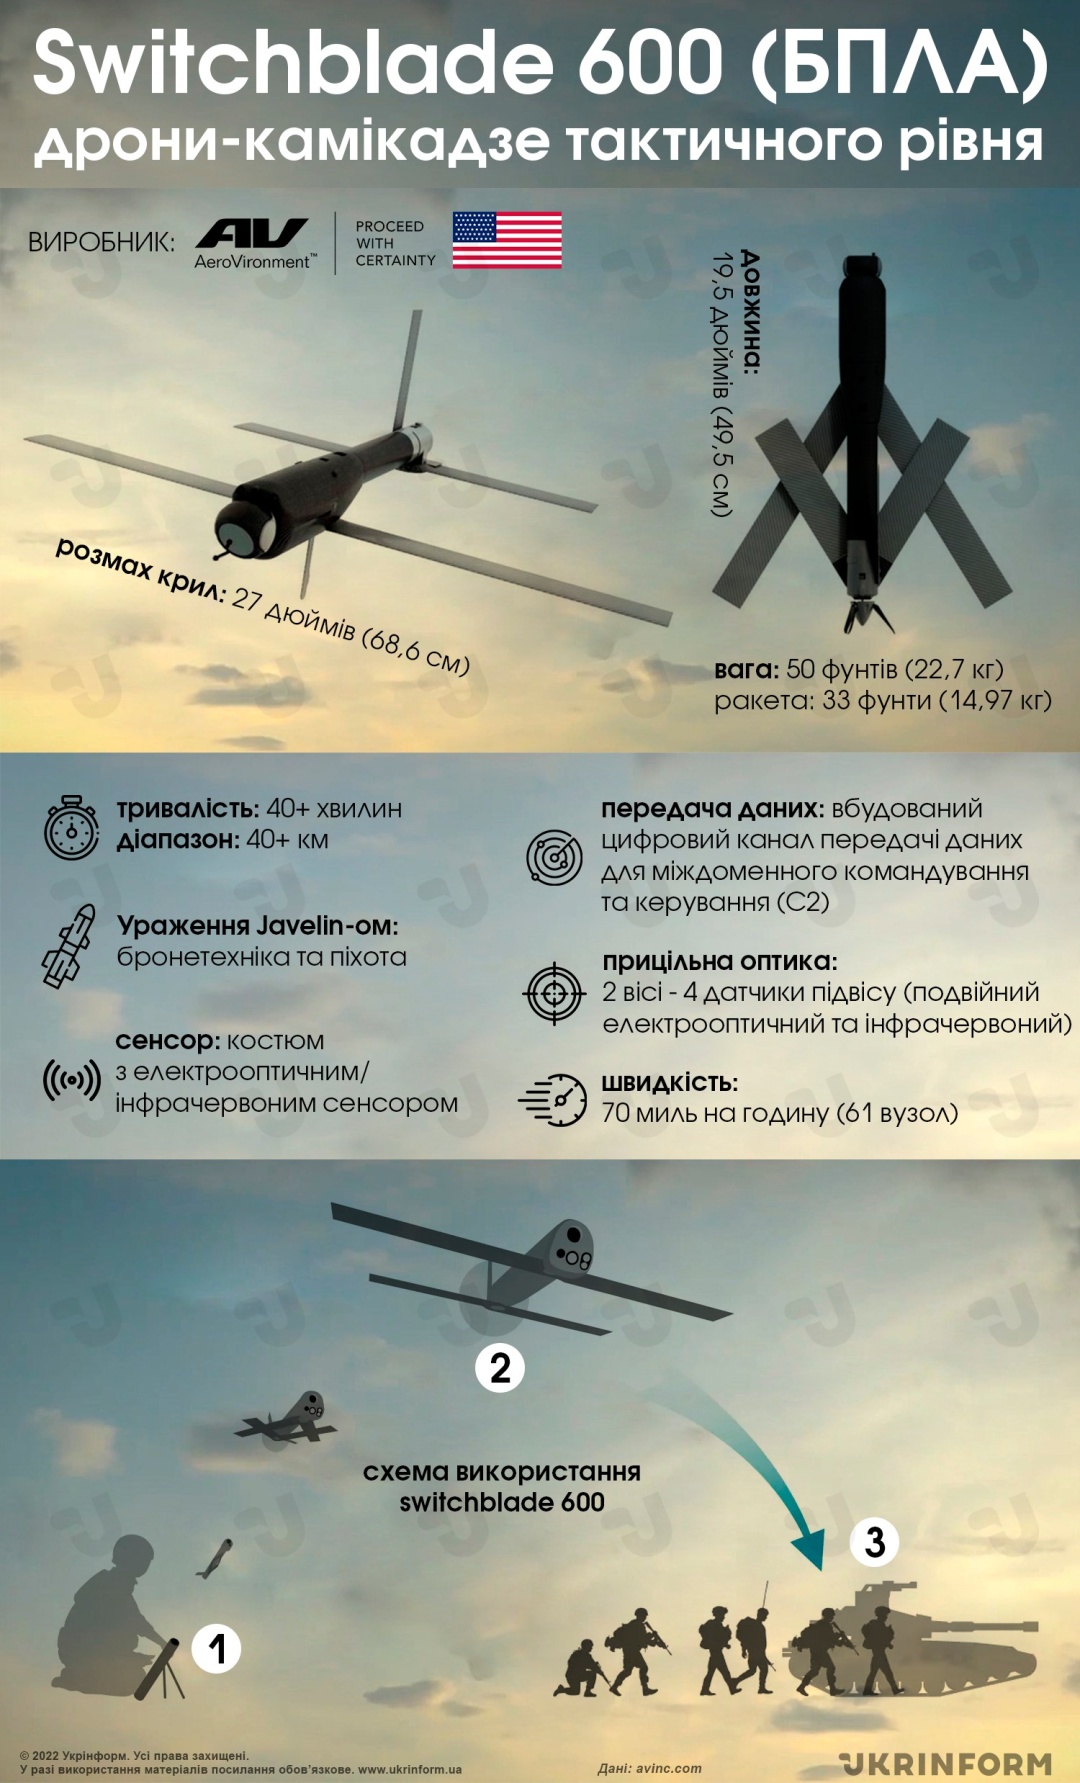 Switchblade 600 (БПЛА)
дрони-камікадзе тактичного рівня
ВИРОБНИК:
AV
AeroVironment™
PROCEED
WITH
CERTAINTY
довжина:
19,5 дюймів (49,5 см)
розмах крил: 27 дюймів (68,6 см)
вага: 50 фунтів (22,7 кг)
ракета: 33 фунти (14,97 кг)
тривалість: 40+ хвилин
діапазон: 40+ км
Ураження Javelin-ом:
бронетехніка та піхота
сенсор: костюм
з електрооптичним/
інфрачервоним сенсором
передача даних: вбудований
цифровий канал передачі даних
для міждоменного командування
та керування (C2)
прицільна оптика:
2 вісі - 4 датчики підвісу (подвійний
електрооптичний та інфрачервоний)
швидкість:
70 миль на годину (61 вузол)
2
схема використання
switchblade 600
3
1
© 2022 Укрінформ. Усі права захищені.
У разі використання матеріалів посилання обов'язкове. www.ukrinform.ua
Дані: avinc.com
UKRINFORM